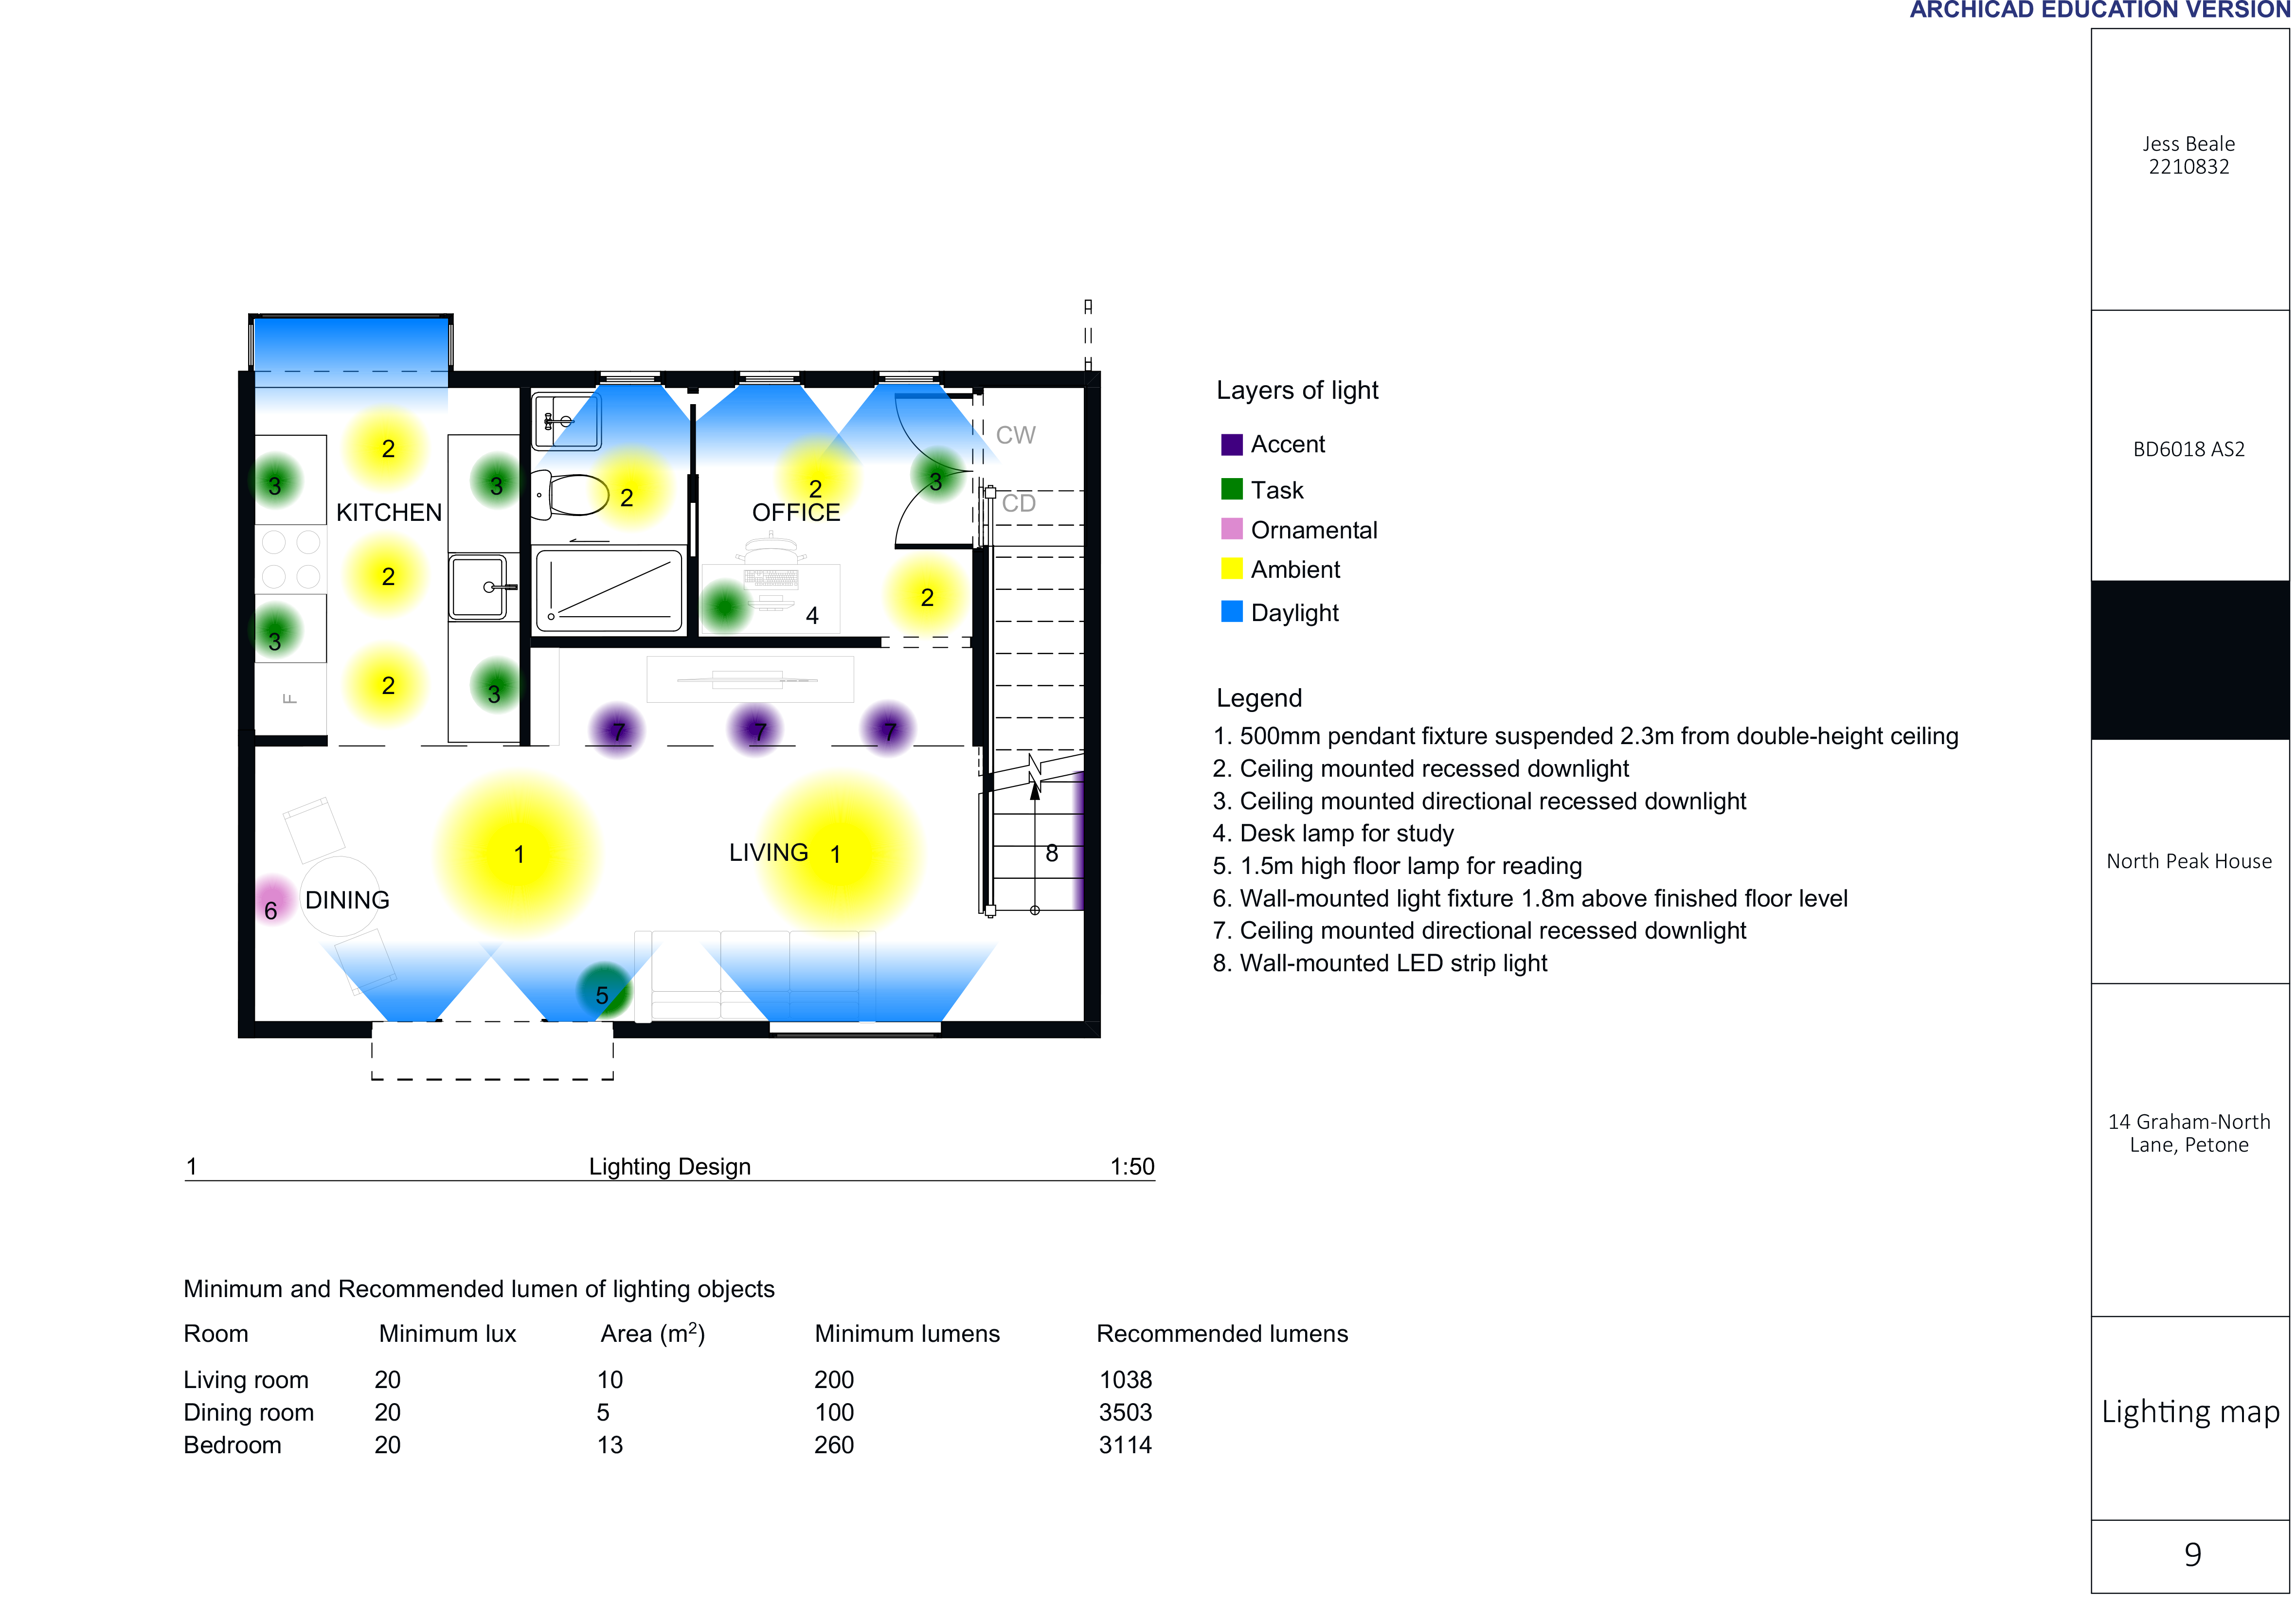 ARCHICAD EDUCATION VERSION
Jess Beale
2210832
BD6018 AS2
North Peak House
14 Graham-North
Lane, Petone
Lighting map
9
2
3
3
KITCHEN
2
3
2
F
3
2
2
OFFICE
3
4
2
CW
CD
7
7
7
1
LIVING 1
8
DINING
6
5
Layers of light
Accent
Task
Ornamental
Ambient
Daylight
Legend
1. 500mm pendant fixture suspended 2.3m from double-height ceiling
2. Ceiling mounted recessed downlight
3. Ceiling mounted directional recessed downlight
4. Desk lamp for study
5. 1.5m high floor lamp for reading
6. Wall-mounted light fixture 1.8m above finished floor level
7. Ceiling mounted directional recessed downlight
8. Wall-mounted LED strip light
1 Lighting Design 1:50
Minimum and Recommended lumen of lighting objects
Room Minimum lux Area (m²) Minimum lumens Recommended lumens
Living room 20 10 200 1038
Dining room 20 5 100 3503
Bedroom 20 13 260 3114